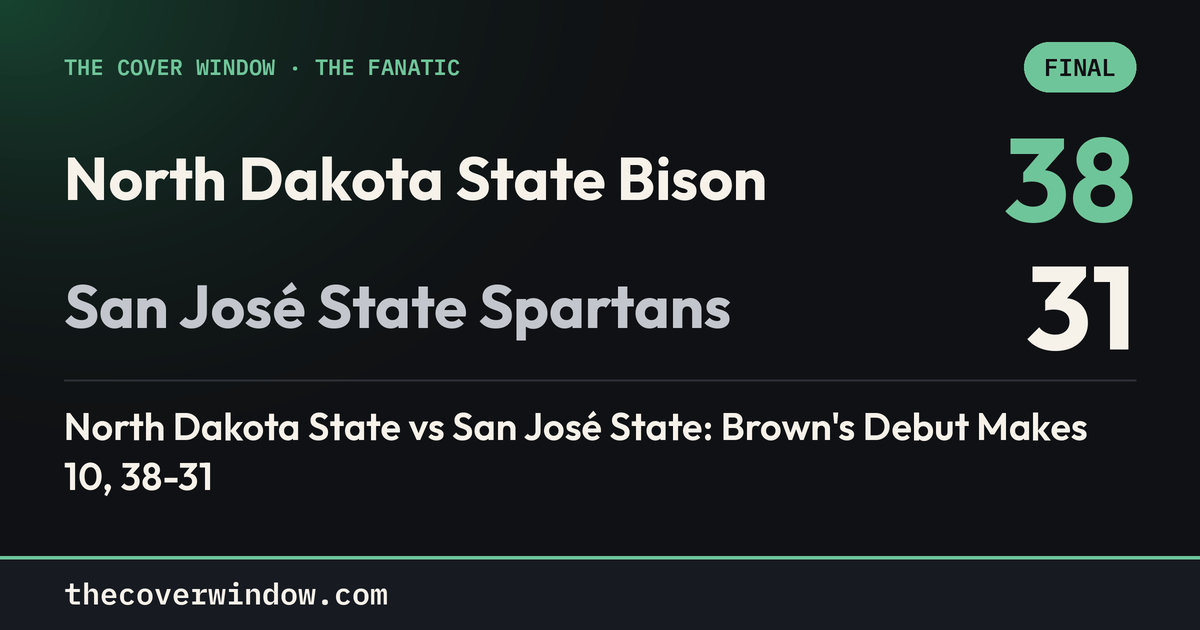 THE COVER WINDOW · THE FANATIC
FINAL
North Dakota State Bison
38
San José State Spartans
31
North Dakota State vs San José State: Brown's Debut Makes
10, 38-31
thecoverwindow.com